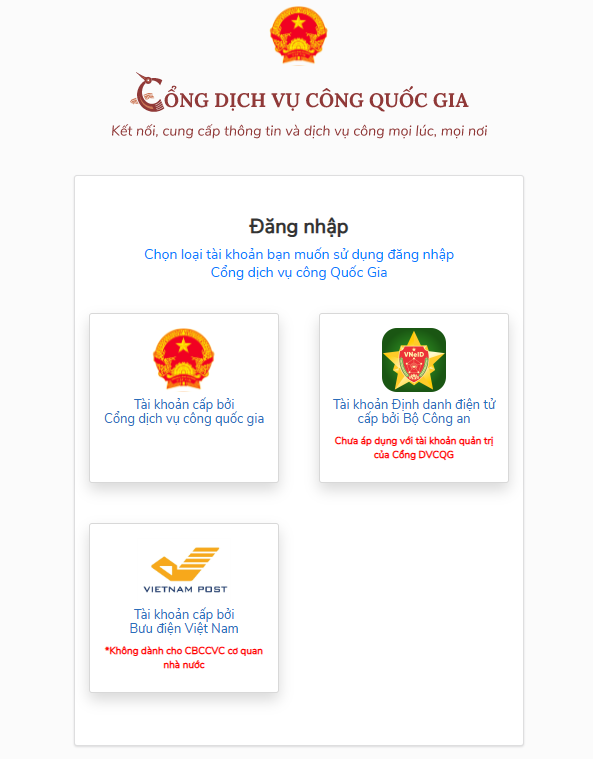 CỔNG DỊCH VỤ CÔNG QUỐC GIA
Kết nối, cung cấp thông tin và dịch vụ công mọi lúc, mọi nơi
Đăng nhập
Chọn loại tài khoản bạn muốn sử dụng đăng nhập
Cổng dịch vụ công Quốc Gia
Tài khoản cấp bởi
Cổng dịch vụ công quốc gia
VNeID
Tài khoản Định danh điện tử
cấp bởi Bộ Công an
Chưa áp dụng với tài khoản quản trị
của Cổng DVCQG
VIETNAM POST
Tài khoản cấp bởi
Bưu điện Việt Nam
*Không dành cho CBCCVC cơ quan
nhà nước